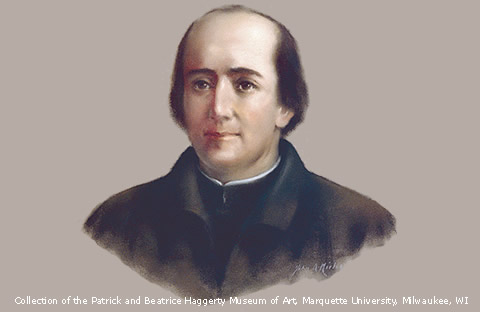 Collection of the Patrick and Beatrice Haggerty Museum of Art, Marquette University, Milwaukee, WI